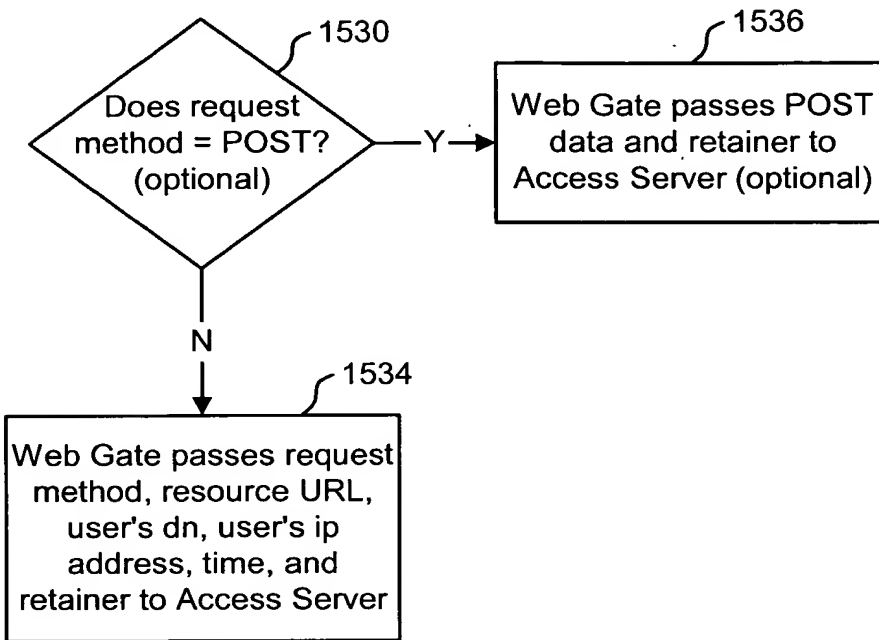 1530
Does request
method = POST?
(optional)
Y
1536
Web Gate passes POST
data and retainer to
Access Server (optional)
N
1534
Web Gate passes request
method, resource URL,
user's dn, user's ip
address, time, and
retainer to Access Server